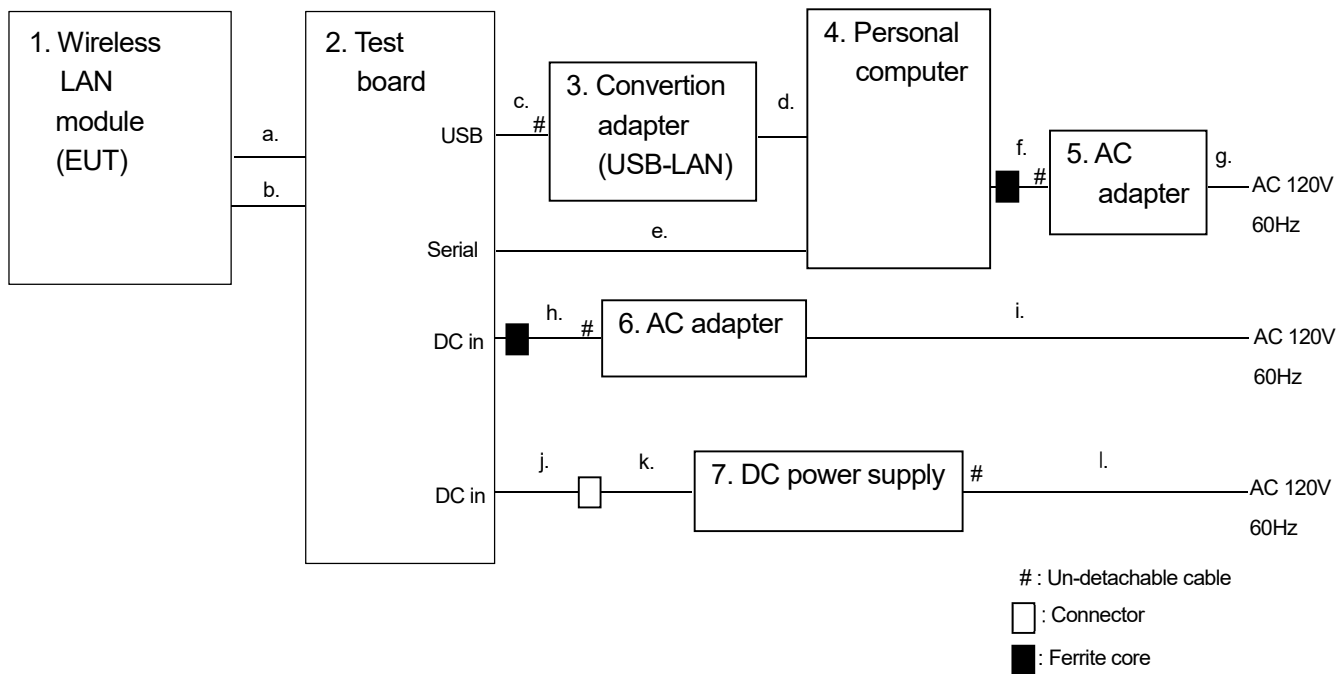 1. Wireless
LAN
module
(EUT)
a.
b.
2. Test
board
USB
Serial
DC in
DC in
c.
#
3. Convertion
adapter
(USB-LAN)
d.
4. Personal
computer
e.
f.
#
5. AC
adapter
g.
AC 120V
60Hz
h.
#
6. AC adapter
i.
AC 120V
60Hz
j.
k.
7. DC power supply
#
l.
AC 120V
60Hz
# : Un-detachable cable
: Connector
: Ferrite core